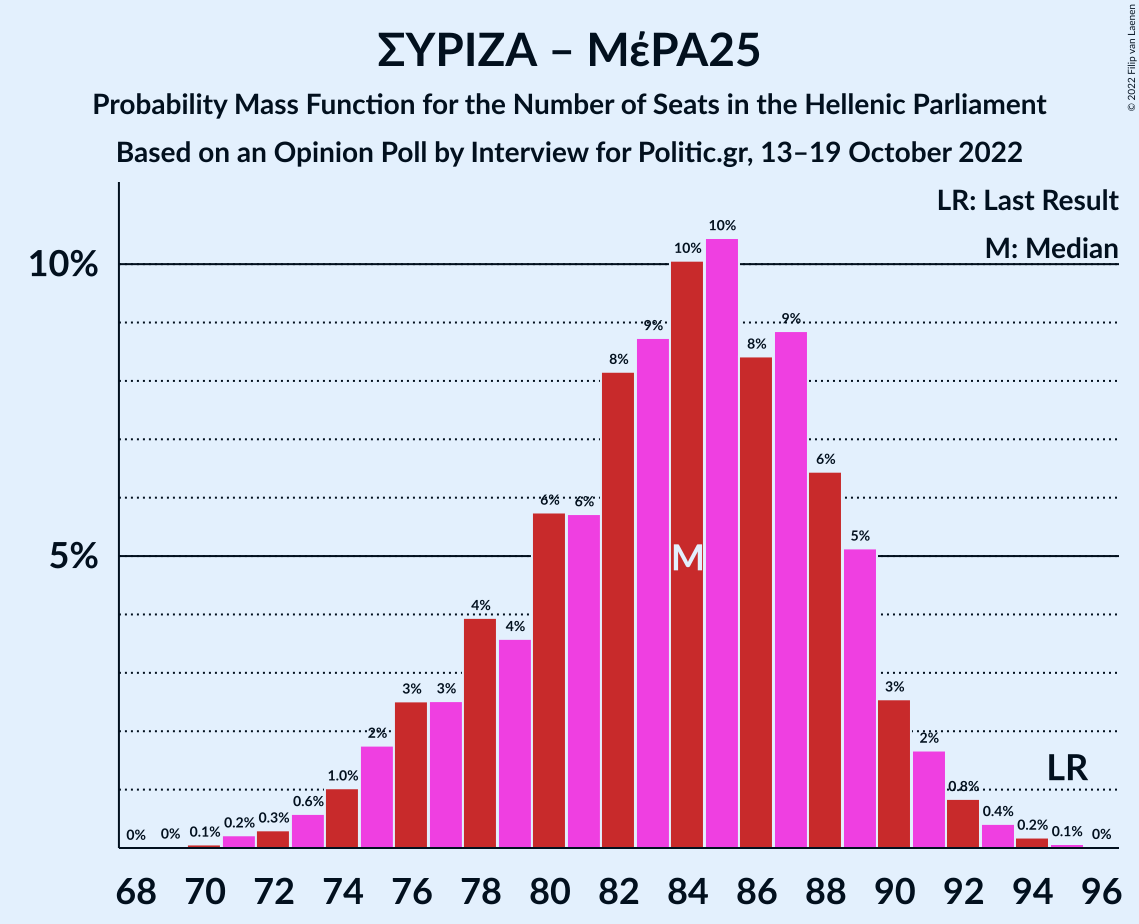 ΣΥΡΙΖΑ – ΜέΡΑ25
Probability Mass Function for the Number of Seats in the Hellenic Parliament
Based on an Opinion Poll by Interview for Politic.gr, 13–19 October 2022
© 2022 Filip van Laenen
LR: Last Result
M: Median
10%
5%
0% 0% 0.1% 0.2% 0.3% 0.6% 1.0% 2% 3% 3% 4% 4% 6% 6% 8% 9% 10% 10% 8% 9% 6% 5% 3% 2% 0.8% 0.4% 0.2% 0.1% 0%
M
LR
68 70 72 74 76 78 80 82 84 86 88 90 92 94 96